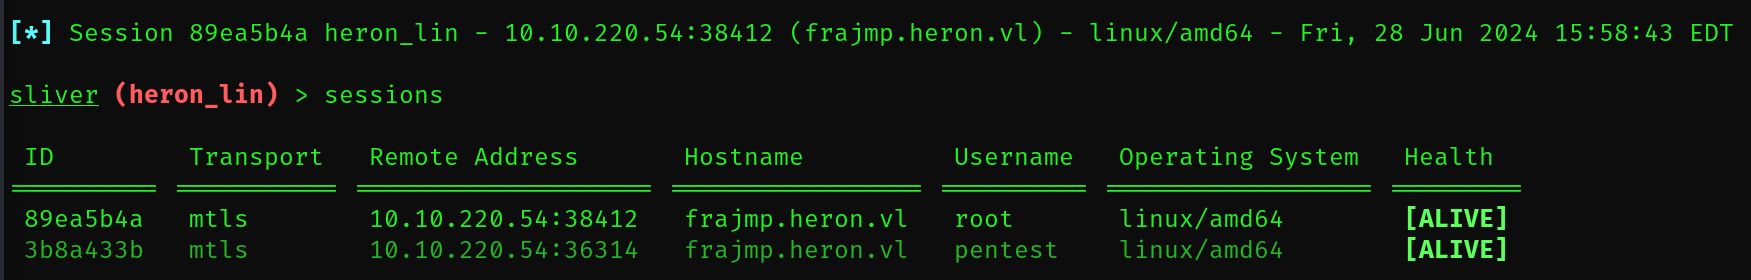 [*] Session 89ea5b4a heron_lin - 10.10.220.54:38412 (frajmp.heron.vl) - linux/amd64 - Fri, 28 Jun 2024 15:58:43 EDT
sliver (heron_lin) > sessions
ID Transport Remote Address Hostname Username Operating System Health
89ea5b4a mtls 10.10.220.54:38412 frajmp.heron.vl root linux/amd64 [ALIVE]
3b8a433b mtls 10.10.220.54:36314 frajmp.heron.vl pentest linux/amd64 [ALIVE]